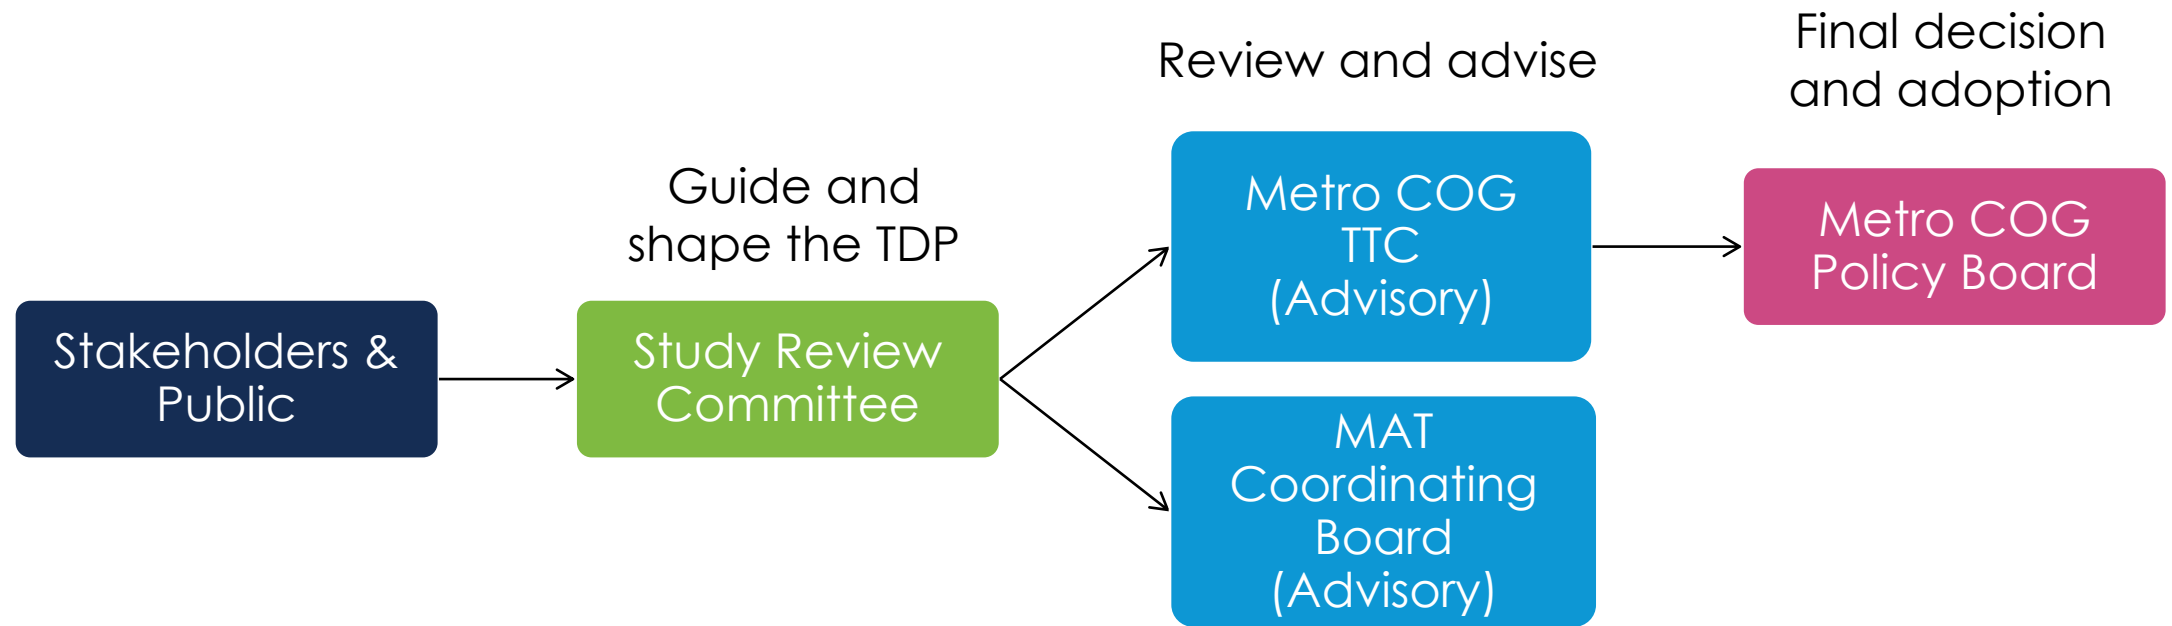 Stakeholders &
Public
Guide and
shape the TDP
Study Review
Committee
Review and advise
Metro COG
TTC
(Advisory)
MAT
Coordinating
Board
(Advisory)
Final decision
and adoption
Metro COG
Policy Board